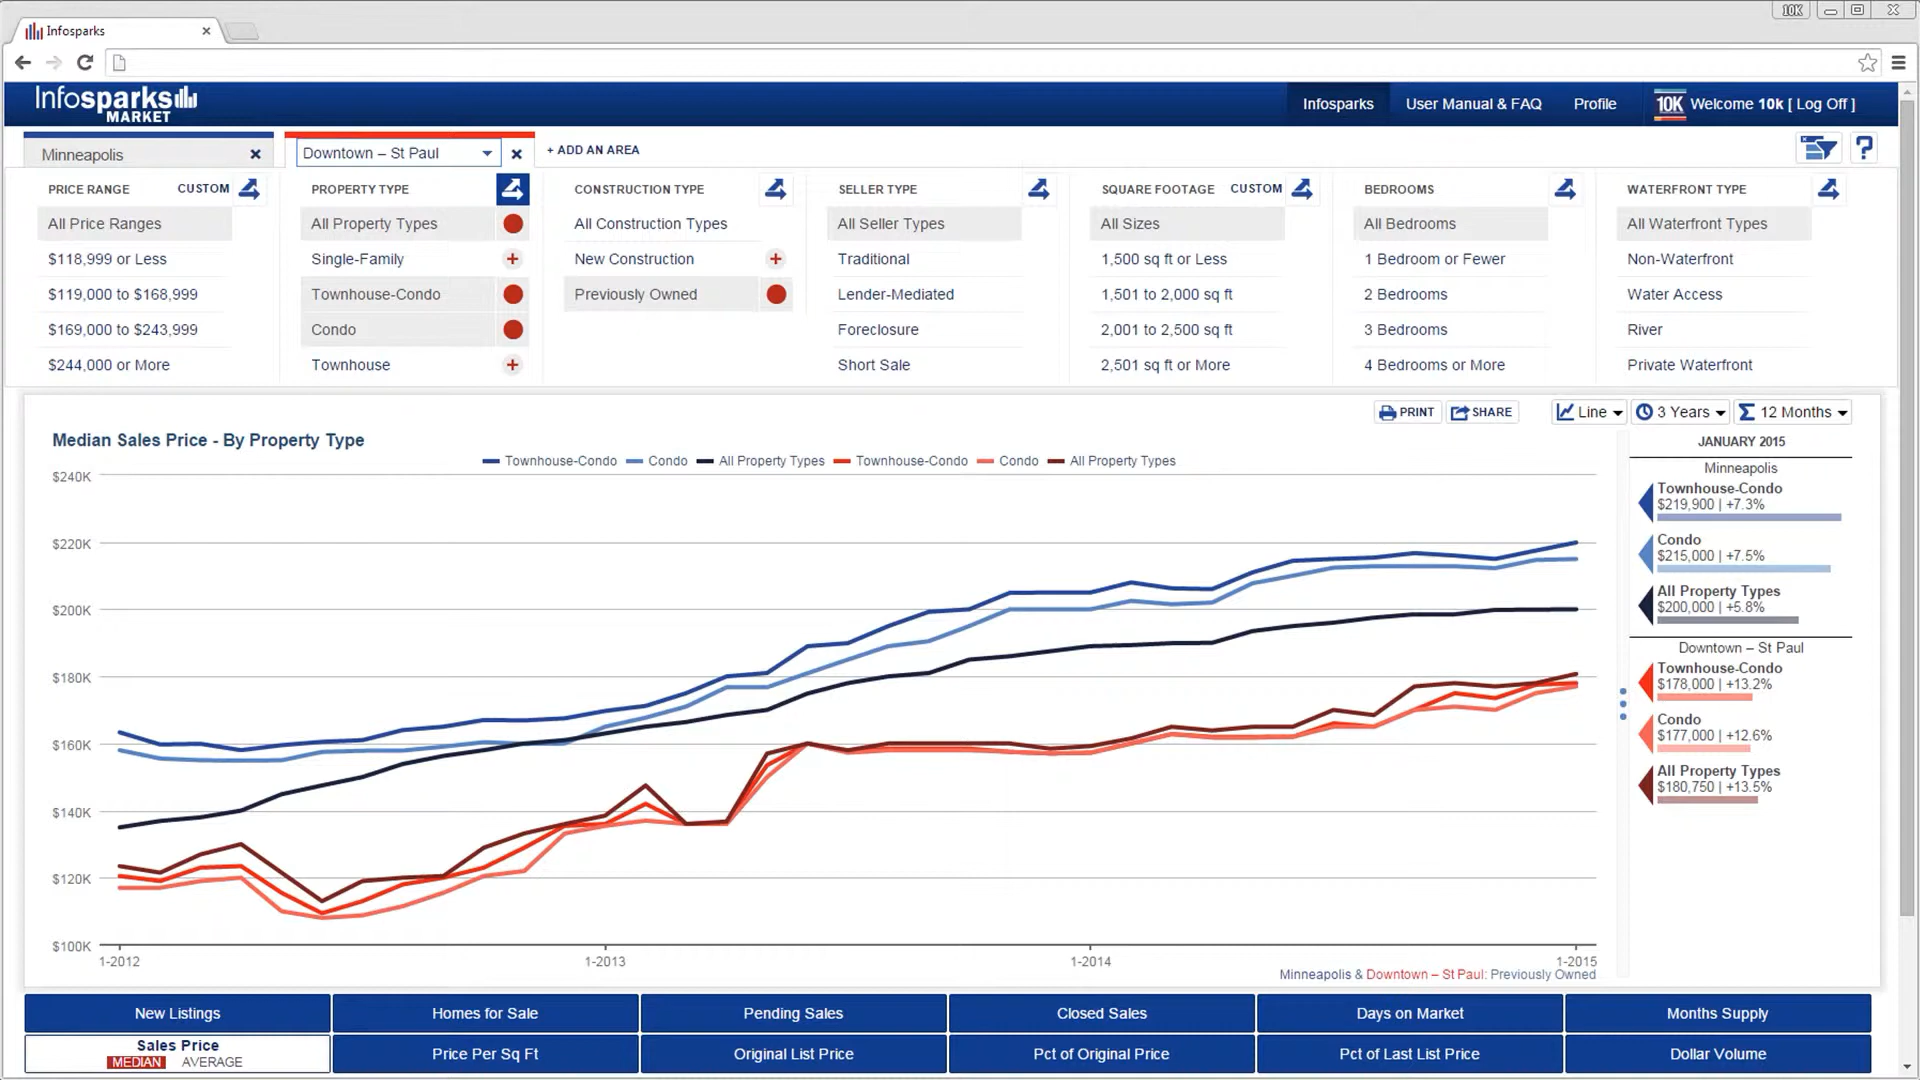 10K
Infosparks
Infosparks
MARKET
Infosparks
User Manual & FAQ
Profile
10K Welcome 10k [ Log Off ]
Minneapolis
Downtown – St Paul
+ ADD AN AREA
?
PRICE RANGE CUSTOM
All Price Ranges
$118,999 or Less
$119,000 to $168,999
$169,000 to $243,999
$244,000 or More
PROPERTY TYPE
All Property Types
Single-Family +
Townhouse-Condo
Condo
Townhouse +
CONSTRUCTION TYPE
All Construction Types
New Construction +
Previously Owned
SELLER TYPE
All Seller Types
Traditional
Lender-Mediated
Foreclosure
Short Sale
SQUARE FOOTAGE CUSTOM
All Sizes
1,500 sq ft or Less
1,501 to 2,000 sq ft
2,001 to 2,500 sq ft
2,501 sq ft or More
BEDROOMS
All Bedrooms
1 Bedroom or Fewer
2 Bedrooms
3 Bedrooms
4 Bedrooms or More
WATERFRONT TYPE
All Waterfront Types
Non-Waterfront
Water Access
River
Private Waterfront
PRINT
SHARE
Line
3 Years
Σ 12 Months
Median Sales Price - By Property Type
Townhouse-Condo Condo All Property Types Townhouse-Condo Condo All Property Types
$240K
$220K
$200K
$180K
$160K
$140K
$120K
$100K
1-2012 1-2013 1-2014 1-2015
Minneapolis & Downtown – St Paul: Previously Owned
JANUARY 2015
Minneapolis
Townhouse-Condo
$219,900 | +7.3%
Condo
$215,000 | +7.5%
All Property Types
$200,000 | +5.8%
Downtown – St Paul
Townhouse-Condo
$178,000 | +13.2%
Condo
$177,000 | +12.6%
All Property Types
$180,750 | +13.5%
New Listings
Homes for Sale
Pending Sales
Closed Sales
Days on Market
Months Supply
Sales Price
MEDIAN AVERAGE
Price Per Sq Ft
Original List Price
Pct of Original Price
Pct of Last List Price
Dollar Volume